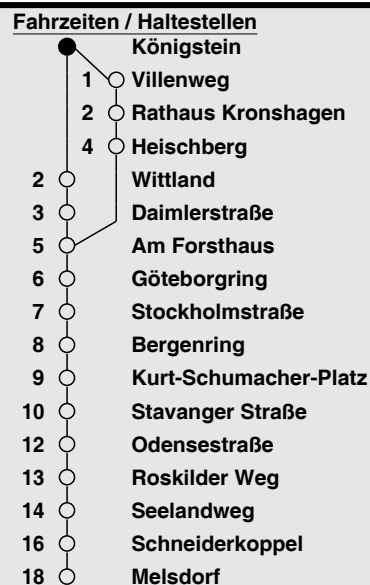 Fahrzeiten / Haltestellen
Königstein
1 Villenweg
2 Rathaus Kronshagen
4 Heischberg
2 Wittland
3 Daimlerstraße
5 Am Forsthaus
6 Göteborgring
7 Stockholmstraße
8 Bergenring
9 Kurt-Schumacher-Platz
10 Stavanger Straße
12 Odensestraße
13 Roskilder Weg
14 Seelandweg
16 Schneiderkoppel
18 Melsdorf